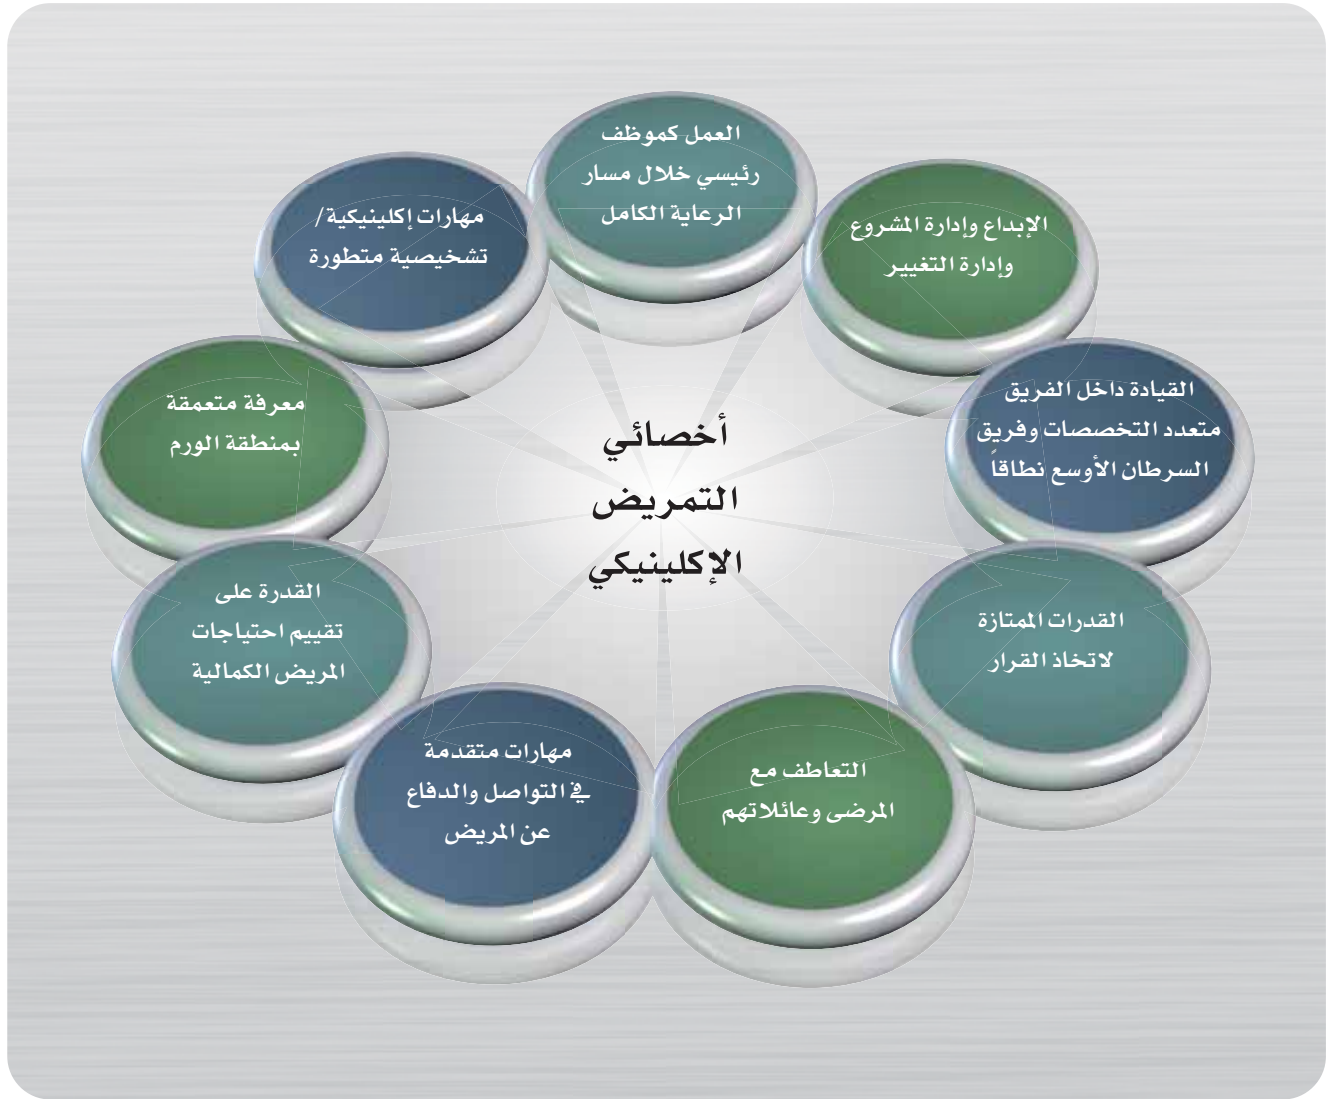 العمل كموظف
رئيسي خلال مسار
الرعاية الكامل
الإبداع وإدارة المشروع
وإدارة التغيير
القيادة داخل الفريق
متعدد التخصصات وفريق
السرطان الأوسع نطاقاً
القدرات الممتازة
لاتخاذ القرار
التعاطف مع
المرضى وعائلاتهم
مهارات متقدمة
في التواصل والدفاع
عن المريض
القدرة على
تقييم احتياجات
المريض الكمالية
معرفة متعمقة
بمنطقة الورم
مهارات إكلينيكية/
تشخيصية متطورة
أخصائي
التمريض
الإكلينيكي